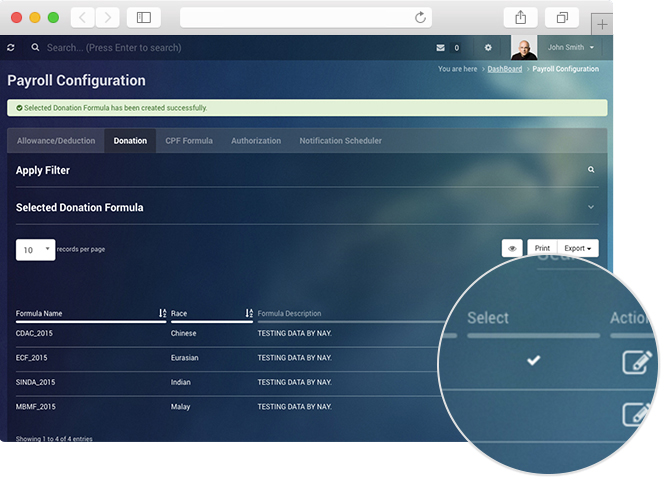 Search... (Press Enter to search)
0
John Smith
Payroll Configuration
You are here > DashBoard > Payroll Configuration
Selected Donation Formula has been created successfully.
Allowance/Deduction Donation CPF Formula Authorization Notification Scheduler
Apply Filter
Selected Donation Formula
10 records per page
Print Export
Formula Name Race Formula Description
Select Action
CDAC_2015 Chinese TESTING DATA BY NAY.
ECF_2015 Eurasian TESTING DATA BY NAY.
SINDA_2015 Indian TESTING DATA BY NAY.
MBMF_2015 Malay TESTING DATA BY NAY.
Showing 1 to 4 of 4 entries